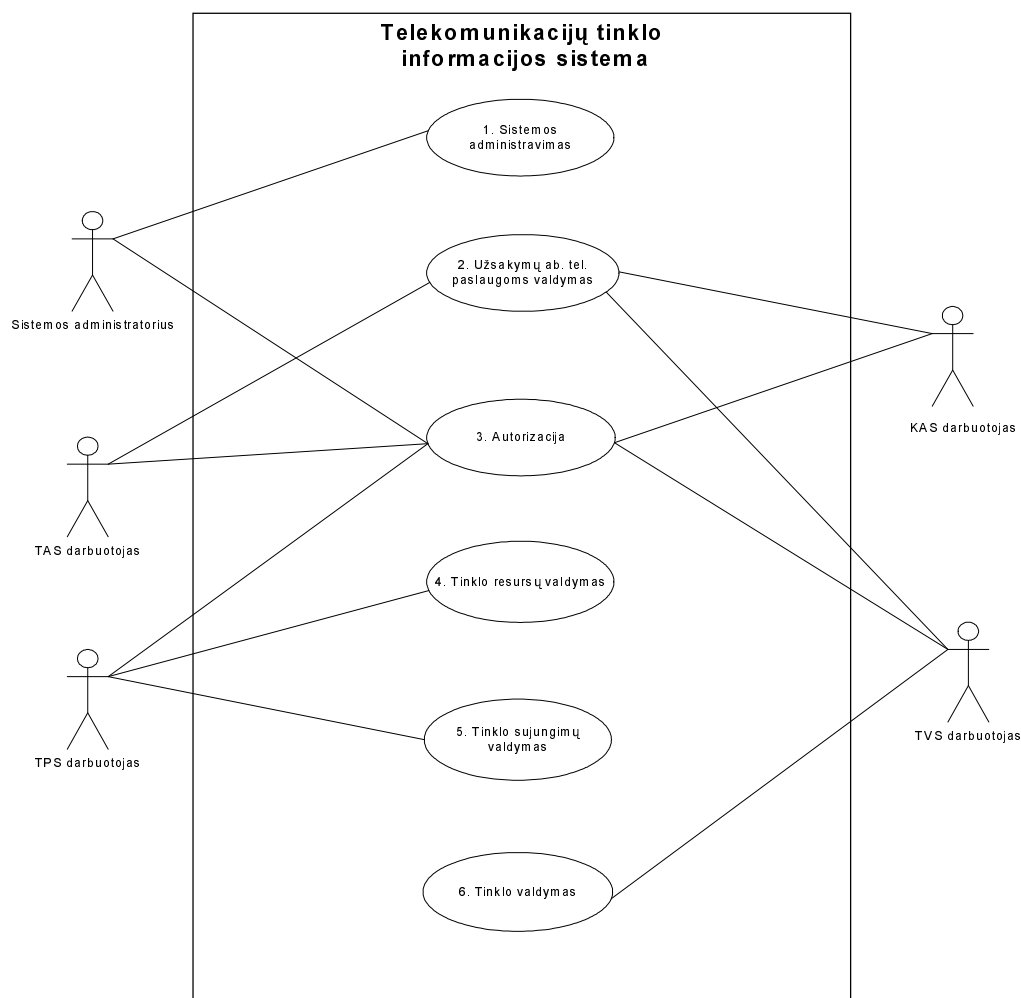 Telekomunikacijų tinklo
informacijos sistema
1. Sistemos
administravimas
2. Užsakymų ab. tel.
paslaugoms valdymas
Sistemos administratorius
3. Autorizacija
KAS darbuotojas
TAS darbuotojas
4. Tinklo resursų valdymas
5. Tinklo sujungimų
valdymas
TPS darbuotojas
TVS darbuotojas
6. Tinklo valdymas